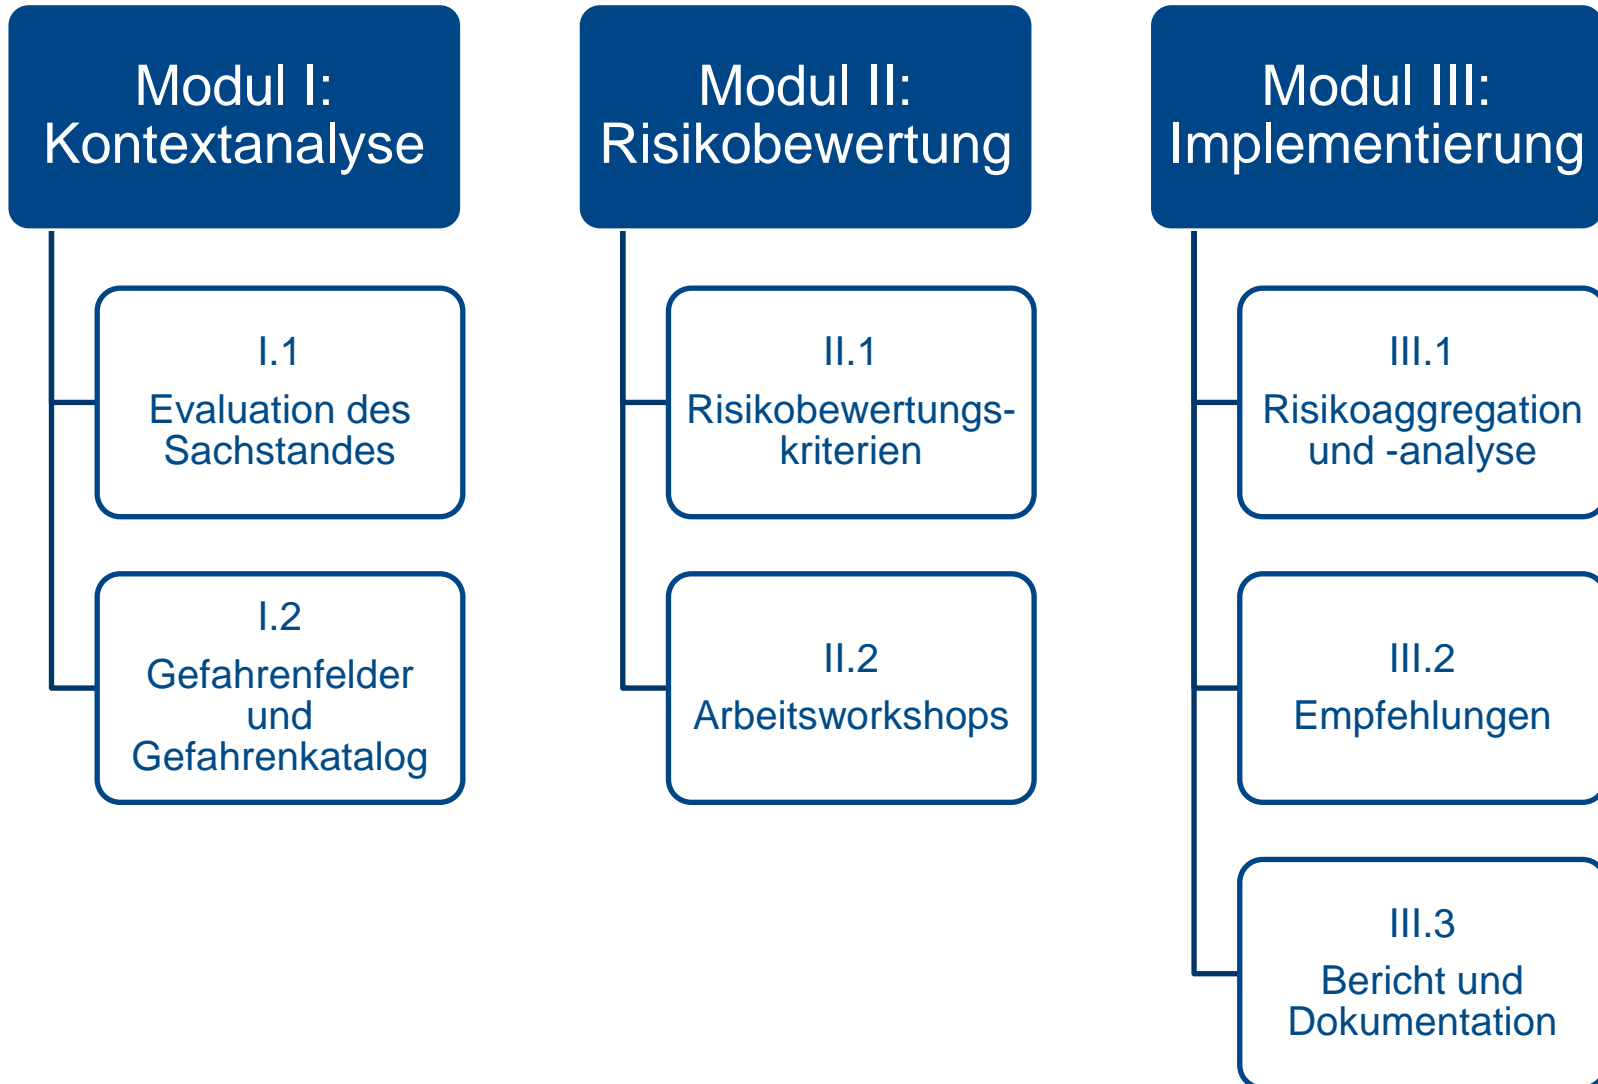 Modul I:
Kontextanalyse
I.1
Evaluation des
Sachstandes
I.2
Gefahrenfelder
und
Gefahrenkatalog
Modul II:
Risikobewertung
II.1
Risikobewertungs-
kriterien
II.2
Arbeitsworkshops
Modul III:
Implementierung
III.1
Risikoaggregation
und -analyse
III.2
Empfehlungen
III.3
Bericht und
Dokumentation